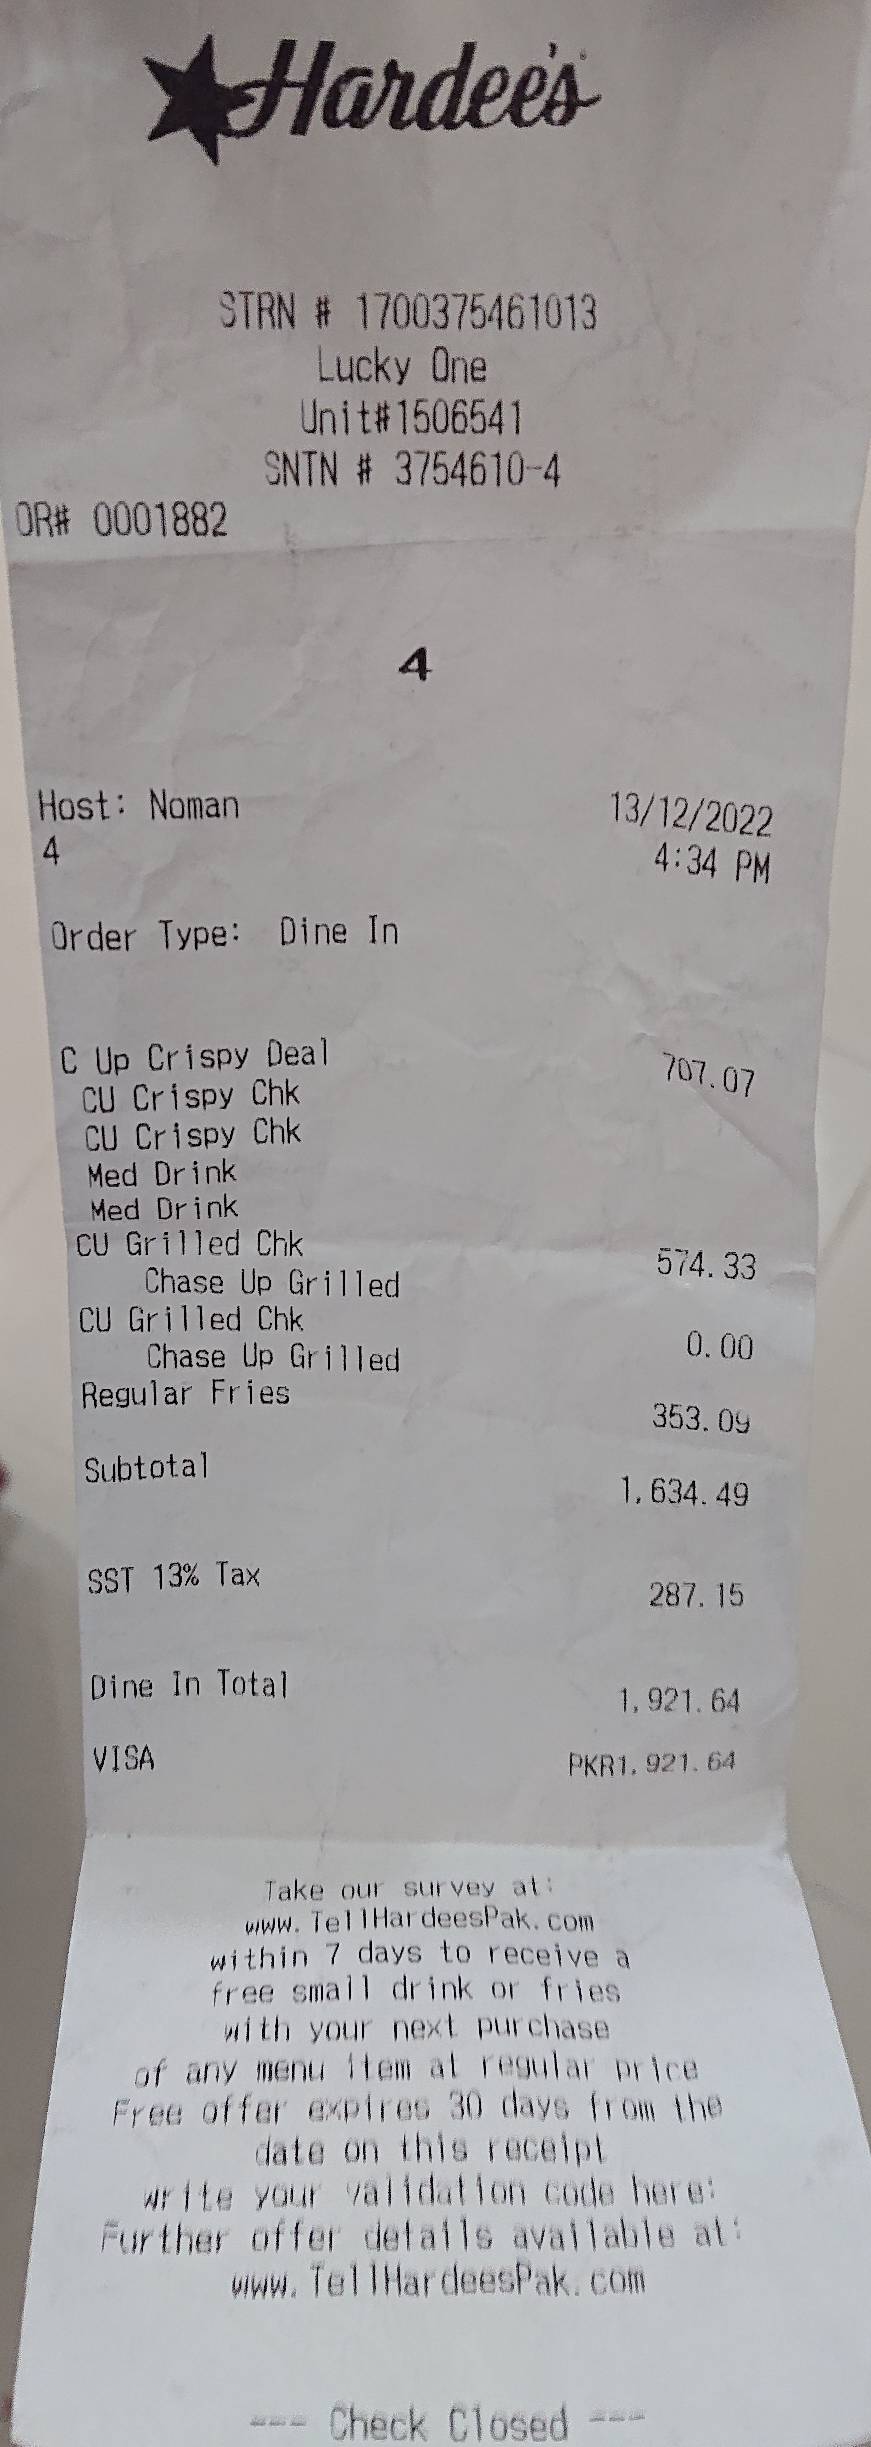 Hardee's
STRN # 1700375461013
Lucky One
Unit#1506541
SNTN # 3754610-4
OR# 0001882
4
Host: Noman 13/12/2022
4 4:34 PM
Order Type: Dine In
C Up Crispy Deal 707.07
CU Crispy Chk
CU Crispy Chk
Med Drink
Med Drink
CU Grilled Chk 574.33
Chase Up Grilled
CU Grilled Chk 0.00
Chase Up Grilled
Regular Fries 353.09
Subtotal 1,634.49
SST 13% Tax 287.15
Dine In Total 1,921.64
VISA PKR1,921.64
Take our survey at:
www.TellHardeesPak.com
within 7 days to receive a
free small drink or fries
with your next purchase
of any menu item at regular price
Free offer expires 30 days from the
date on this receipt
write your validation code here:
Further offer details available at:
www.TellHardeesPak.com
--- Check Closed ---